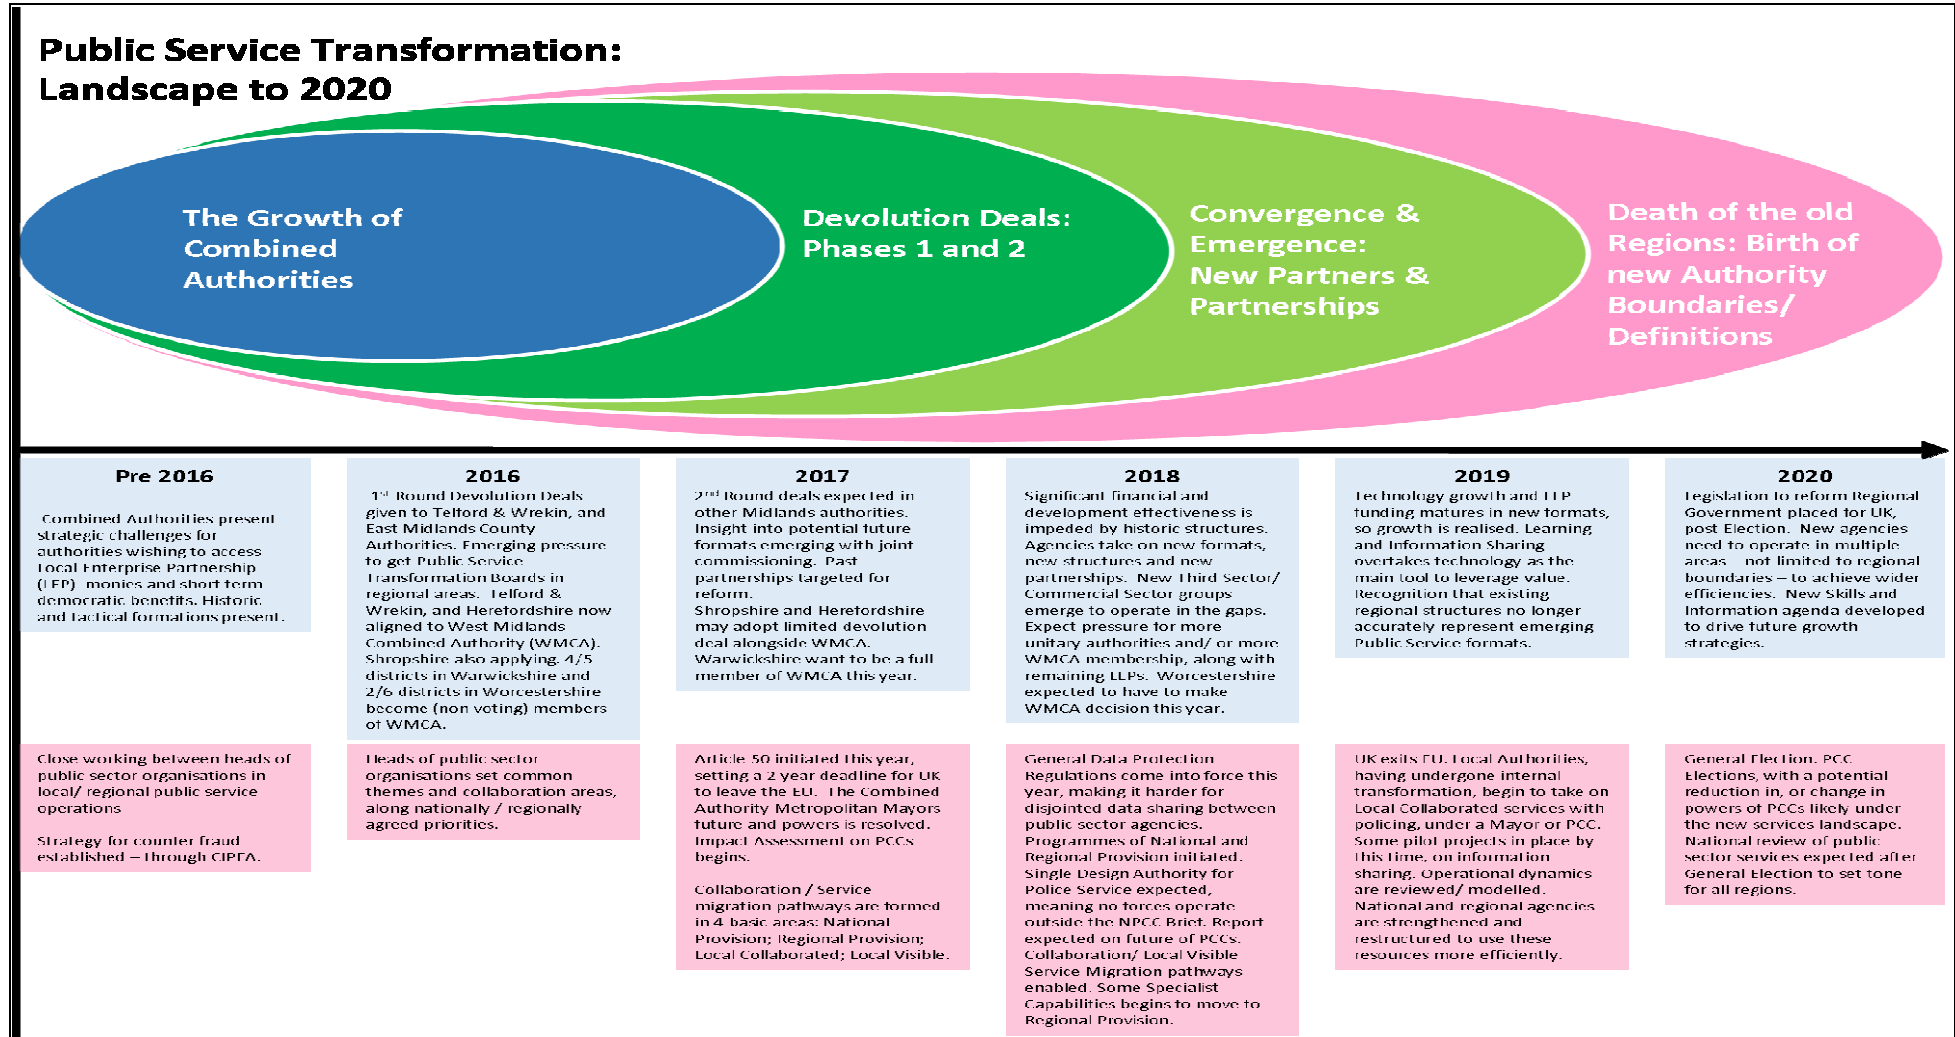 Public Service Transformation:
Landscape to 2020
The Growth of
Combined
Authorities
Devolution Deals:
Phases 1 and 2
Convergence &
Emergence:
New Partners &
Partnerships
Death of the old
Regions: Birth of
new Authority
Boundaries/
Definitions
Pre 2016
Combined Authorities present
strategic challenges for
authorities wishing to access
Local Enterprise Partnership
(LEP) monies and short term
democratic benefits. Historic
and tactical formations present.
2016
1st Round Devolution Deals
given to Telford & Wrekin, and
East Midlands County
Authorities. Emerging pressure
to get Public Service
Transformation Boards in
regional areas. Telford &
Wrekin, and Herefordshire now
aligned to West Midlands
Combined Authority (WMCA).
Shropshire also applying. 4/5
districts in Warwickshire and
2/6 districts in Worcestershire
become (non voting) members
of WMCA.
2017
2nd Round deals expected in
other Midlands authorities.
Insight into potential future
formats emerging with joint
commissioning. Past
partnerships targeted for
reform.
Shropshire and Herefordshire
may adopt limited devolution
deal alongside WMCA.
Warwickshire want to be a full
member of WMCA this year.
2018
Significant financial and
development effectiveness is
impeded by historic structures.
Agencies take on new formats,
new structures and new
partnerships. New Third Sector/
Commercial Sector groups
emerge to operate in the gaps.
Expect pressure for more
unitary authorities and/ or more
WMCA membership, along with
remaining LEPs. Worcestershire
expected to have to make
WMCA decision this year.
2019
Technology growth and LEP
funding matures in new formats,
so growth is realised. Learning
and Information Sharing
overtakes technology as the
main tool to leverage value.
Recognition that existing
regional structures no longer
accurately represent emerging
Public Service formats.
2020
Legislation to reform Regional
Government placed for UK,
post Election. New agencies
need to operate in multiple
areas – not limited to regional
boundaries – to achieve wider
efficiencies. New Skills and
Information agenda developed
to drive future growth
strategies.
Close working between heads of
public sector organisations in
local/ regional public service
operations
Strategy for counter fraud
established – through CIPFA.
Heads of public sector
organisations set common
themes and collaboration areas,
along nationally / regionally
agreed priorities.
Article 50 initiated this year,
setting a 2 year deadline for UK
to leave the EU. The Combined
Authority Metropolitan Mayors
future and powers is resolved.
Impact Assessment on PCCs
begins.
Collaboration / Service
migration pathways are formed
in 4 basic areas: National
Provision; Regional Provision;
Local Collaborated; Local Visible.
General Data Protection
Regulations come into force this
year, making it harder for
disjointed data sharing between
public sector agencies.
Programmes of National and
Regional Provision initiated.
Single Design Authority for
Police Service expected,
meaning no forces operate
outside the NPCC Brief. Report
expected on future of PCCs.
Collaboration/ Local Visible
Service Migration pathways
enabled. Some Specialist
Capabilities begins to move to
Regional Provision.
UK exits EU. Local Authorities,
having undergone internal
transformation, begin to take on
Local Collaborated services with
policing, under a Mayor or PCC.
Some pilot projects in place by
this time, on information
sharing. Operational dynamics
are reviewed/ modelled.
National and regional agencies
are strengthened and
restructured to use these
resources more efficiently.
General Election. PCC
Elections, with a potential
reduction in, or change in
powers of PCCs likely under
the new services landscape.
National review of public
sector services expected after
General Election to set tone
for all regions.